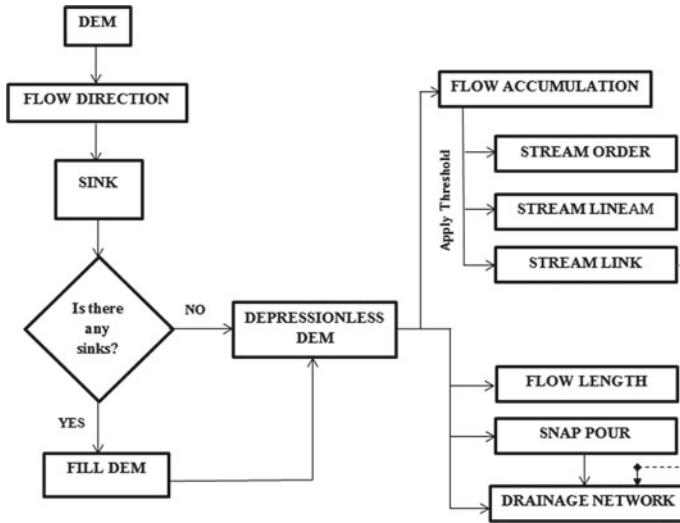 DEM
FLOW DIRECTION
SINK
Is there
any
sinks?
NO
YES
FILL DEM
DEPRESSIONLESS
DEM
FLOW ACCUMULATION
Apply Threshold
STREAM ORDER
STREAM LINEAM
STREAM LINK
FLOW LENGTH
SNAP POUR
DRAINAGE NETWORK